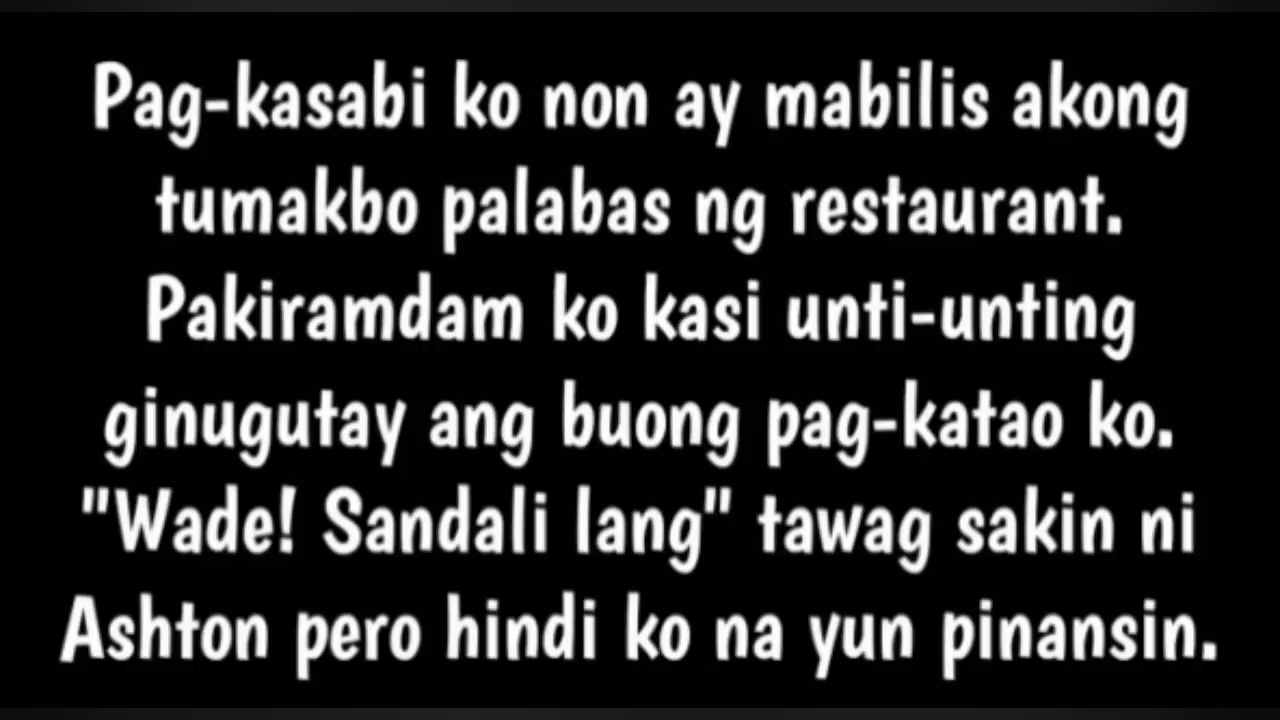 Pag-kasabi ko non ay mabilis akong
tumakbo palabas ng restaurant.
Pakiramdam ko kasi unti-unting
ginugutay ang buong pag-katao ko.
"Wade! Sandali lang" tawag sakin ni
Ashton pero hindi ko na yun pinansin.